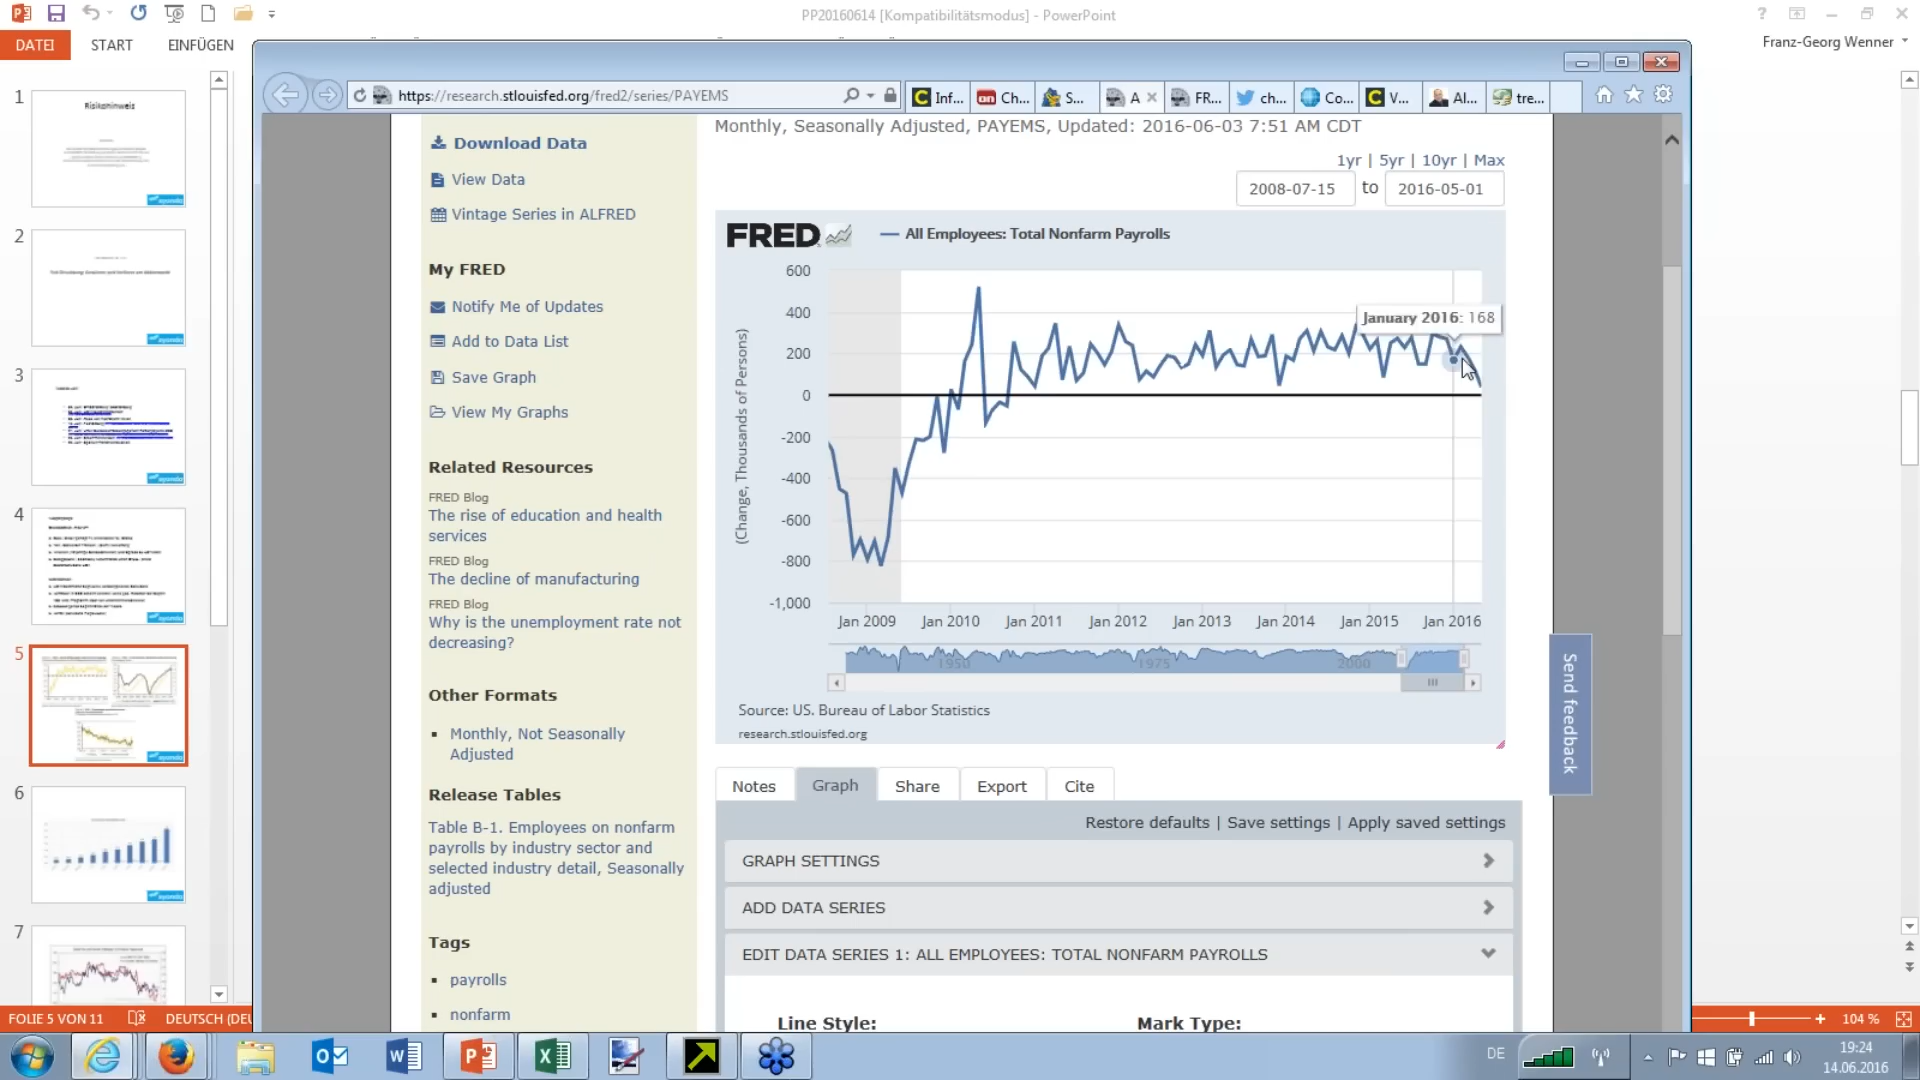 PP20160614 [Kompatibilitätsmodus] - PowerPoint
DATEI START EINFÜGEN
Franz-Georg Wenner
https://research.stlouisfed.org/fred2/series/PAYEMS
Inf... Ch... S... A FR... ch... Co... V... Al... tre...
Monthly, Seasonally Adjusted, PAYEMS, Updated: 2016-06-03 7:51 AM CDT
1yr | 5yr | 10yr | Max
2008-07-15 to 2016-05-01
Download Data
View Data
Vintage Series in ALFRED
My FRED
Notify Me of Updates
Add to Data List
Save Graph
View My Graphs
Related Resources
FRED Blog
The rise of education and health
services
FRED Blog
The decline of manufacturing
FRED Blog
Why is the unemployment rate not
decreasing?
Other Formats
Monthly, Not Seasonally
Adjusted
Release Tables
Table B-1. Employees on nonfarm
payrolls by industry sector and
selected industry detail, Seasonally
adjusted
Tags
payrolls
nonfarm
FRED
All Employees: Total Nonfarm Payrolls
(Change, Thousands of Persons)
600
400
200
0
-200
-400
-600
-800
-1,000
January 2016: 168
Jan 2009 Jan 2010 Jan 2011 Jan 2012 Jan 2013 Jan 2014 Jan 2015 Jan 2016
1950 1975 2000
Source: US. Bureau of Labor Statistics
research.stlouisfed.org
Notes Graph Share Export Cite
Restore defaults | Save settings | Apply saved settings
GRAPH SETTINGS
ADD DATA SERIES
EDIT DATA SERIES 1: ALL EMPLOYEES: TOTAL NONFARM PAYROLLS
Line Style: Mark Type:
Send feedback
1
Risikohinweis
2
3
4
5
6
7
FOLIE 5 VON 11 DEUTSCH (DEU
104 %
DE
19:24
14.06.2016